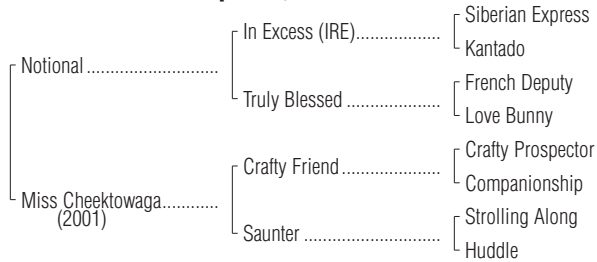 Siberian Express
In Excess (IRE)....................
Kantado
Notional ..............................
French Deputy
Truly Blessed ......................
Love Bunny
Crafty Prospector
Crafty Friend.......................
Companionship
Miss Cheektowaga.............
(2001)
Strolling Along
Saunter ...............................
Huddle